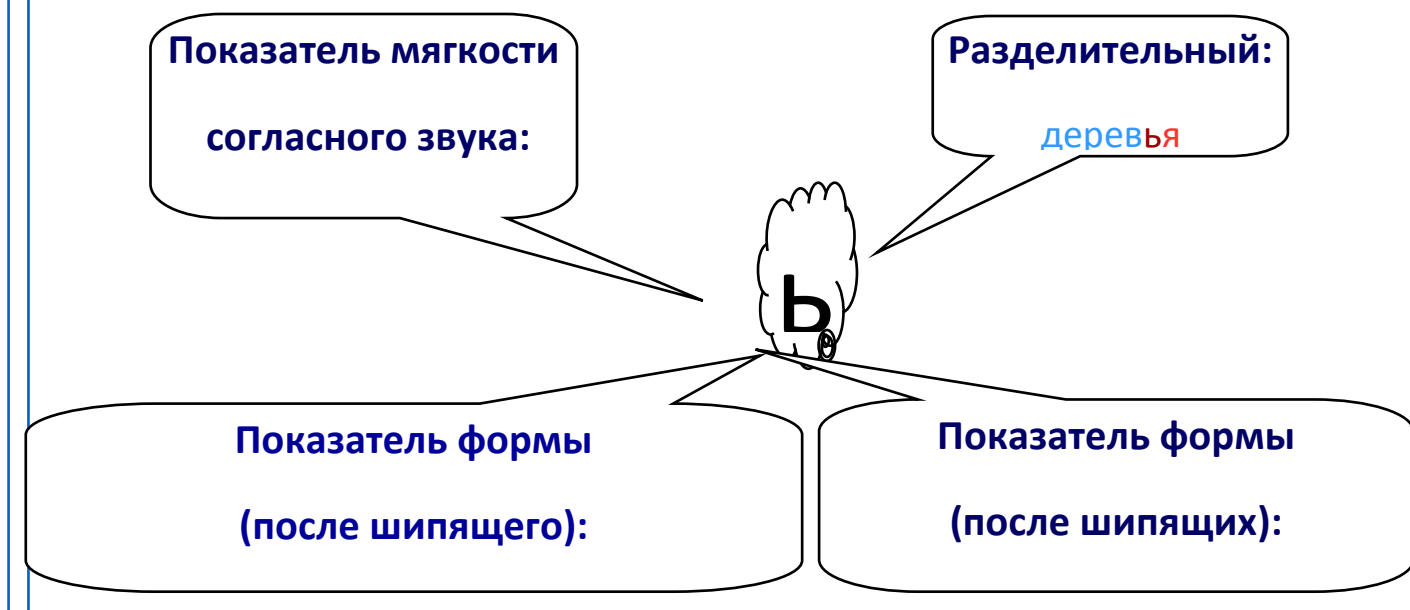 Показатель мягкости
согласного звука:
Разделительный:
деревья
Ь
Показатель формы
(после шипящего):
Показатель формы
(после шипящих):